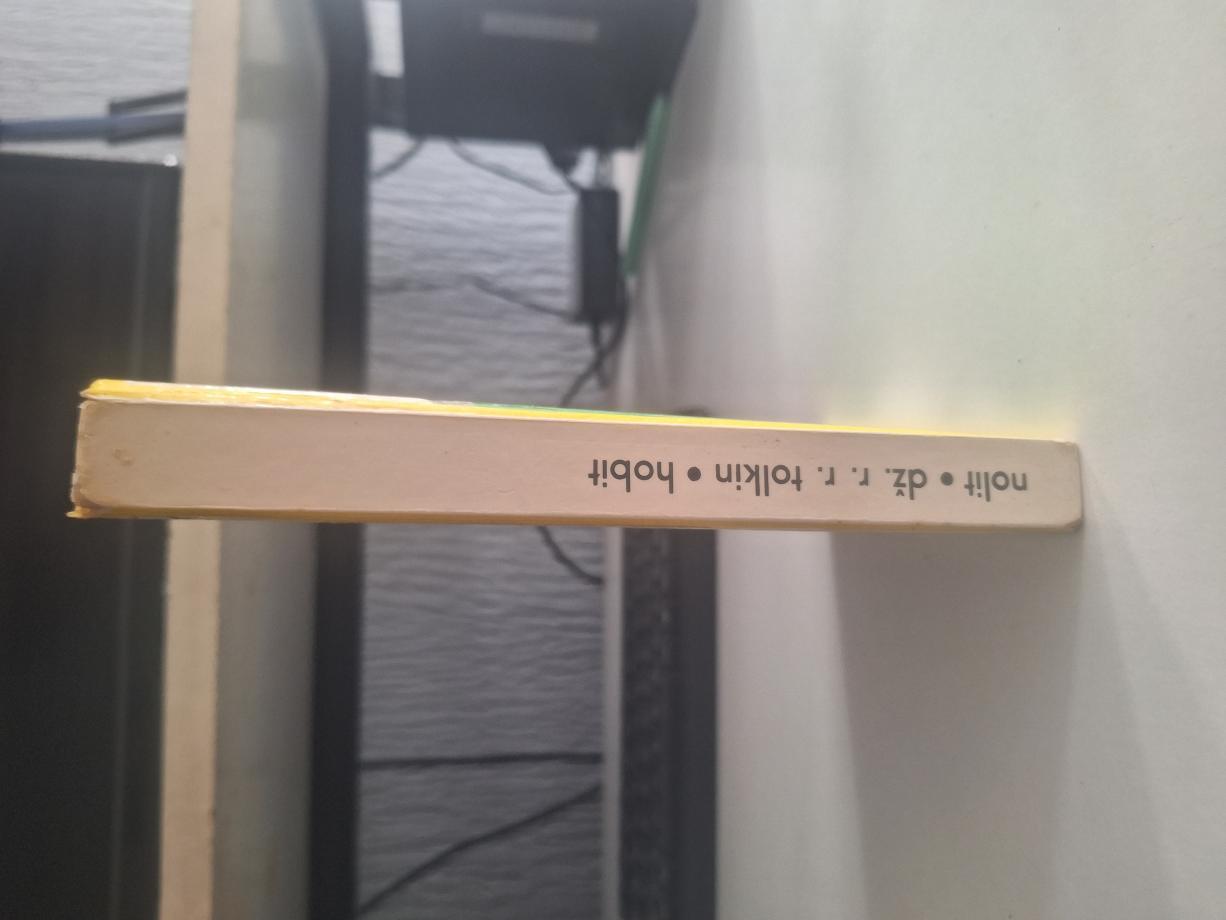 nolit • dž. r. r. tolkin • hobit